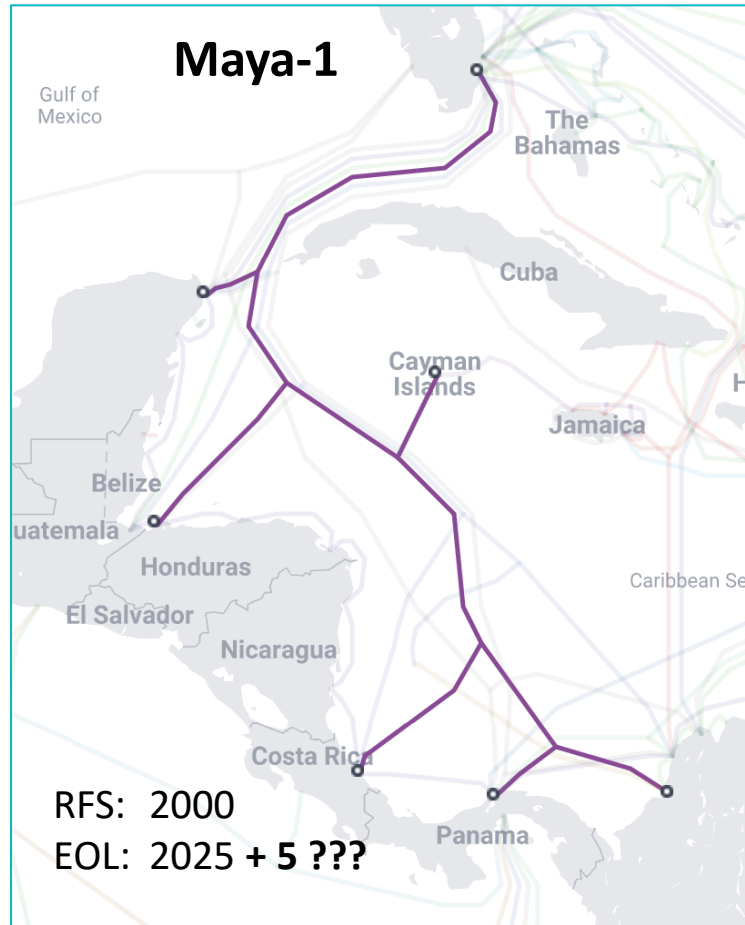 Maya-1
Gulf of
Mexico
The
Bahamas
Cuba
Cayman
Islands
H
Jamaica
Belize
uatemala
Honduras
Caribbean Se
El Salvador
Nicaragua
Costa Rica
RFS: 2000
EOL: 2025 + 5 ???
Panama